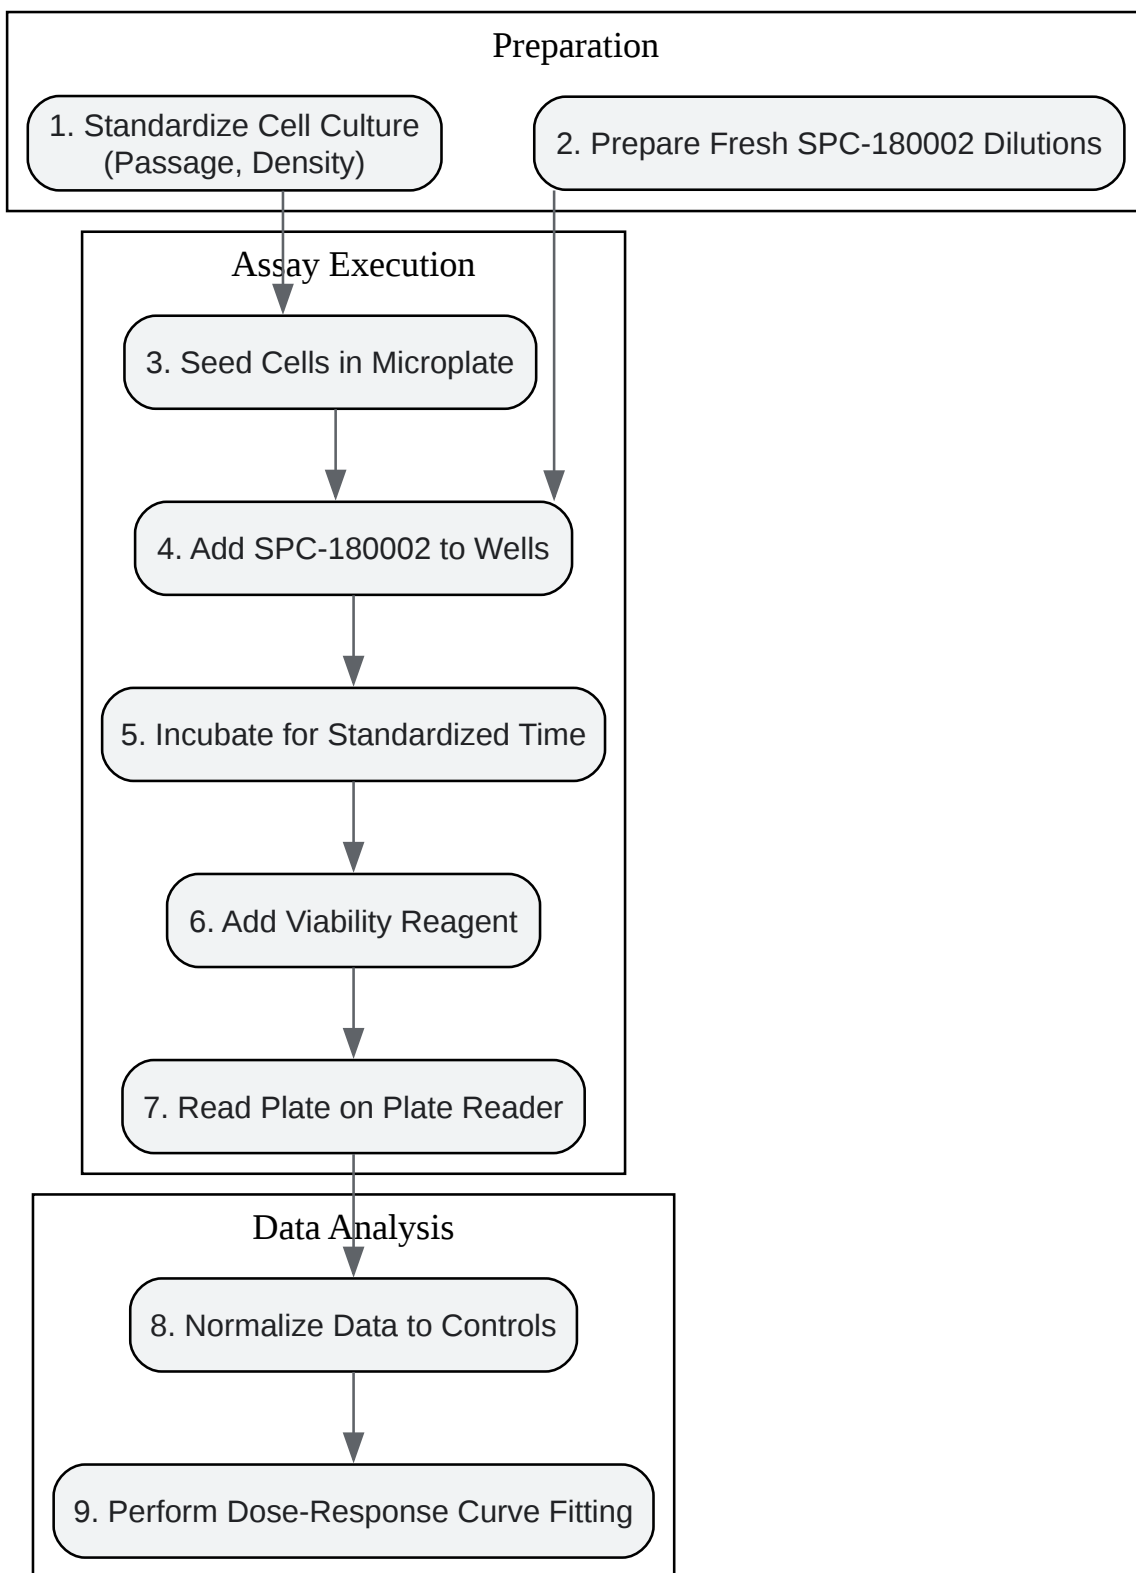 Preparation
1. Standardize Cell Culture
(Passage, Density)
2. Prepare Fresh SPC-180002 Dilutions
Assay Execution
3. Seed Cells in Microplate
4. Add SPC-180002 to Wells
5. Incubate for Standardized Time
6. Add Viability Reagent
7. Read Plate on Plate Reader
Data Analysis
8. Normalize Data to Controls
9. Perform Dose-Response Curve Fitting